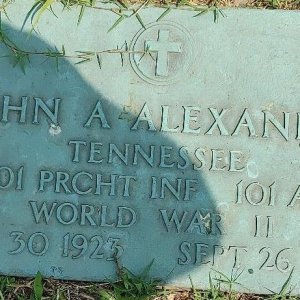 HN A ALEXAN
TENNESSEE
01 PRCHT INF 101 A
WORLD WAR II
30 1923 SEPT 26